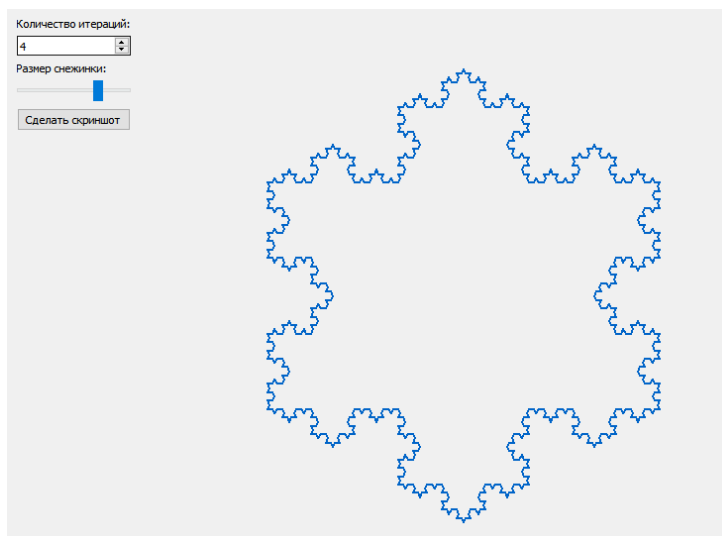 Количество итераций:
4
Размер снежинки:
Сделать скриншот